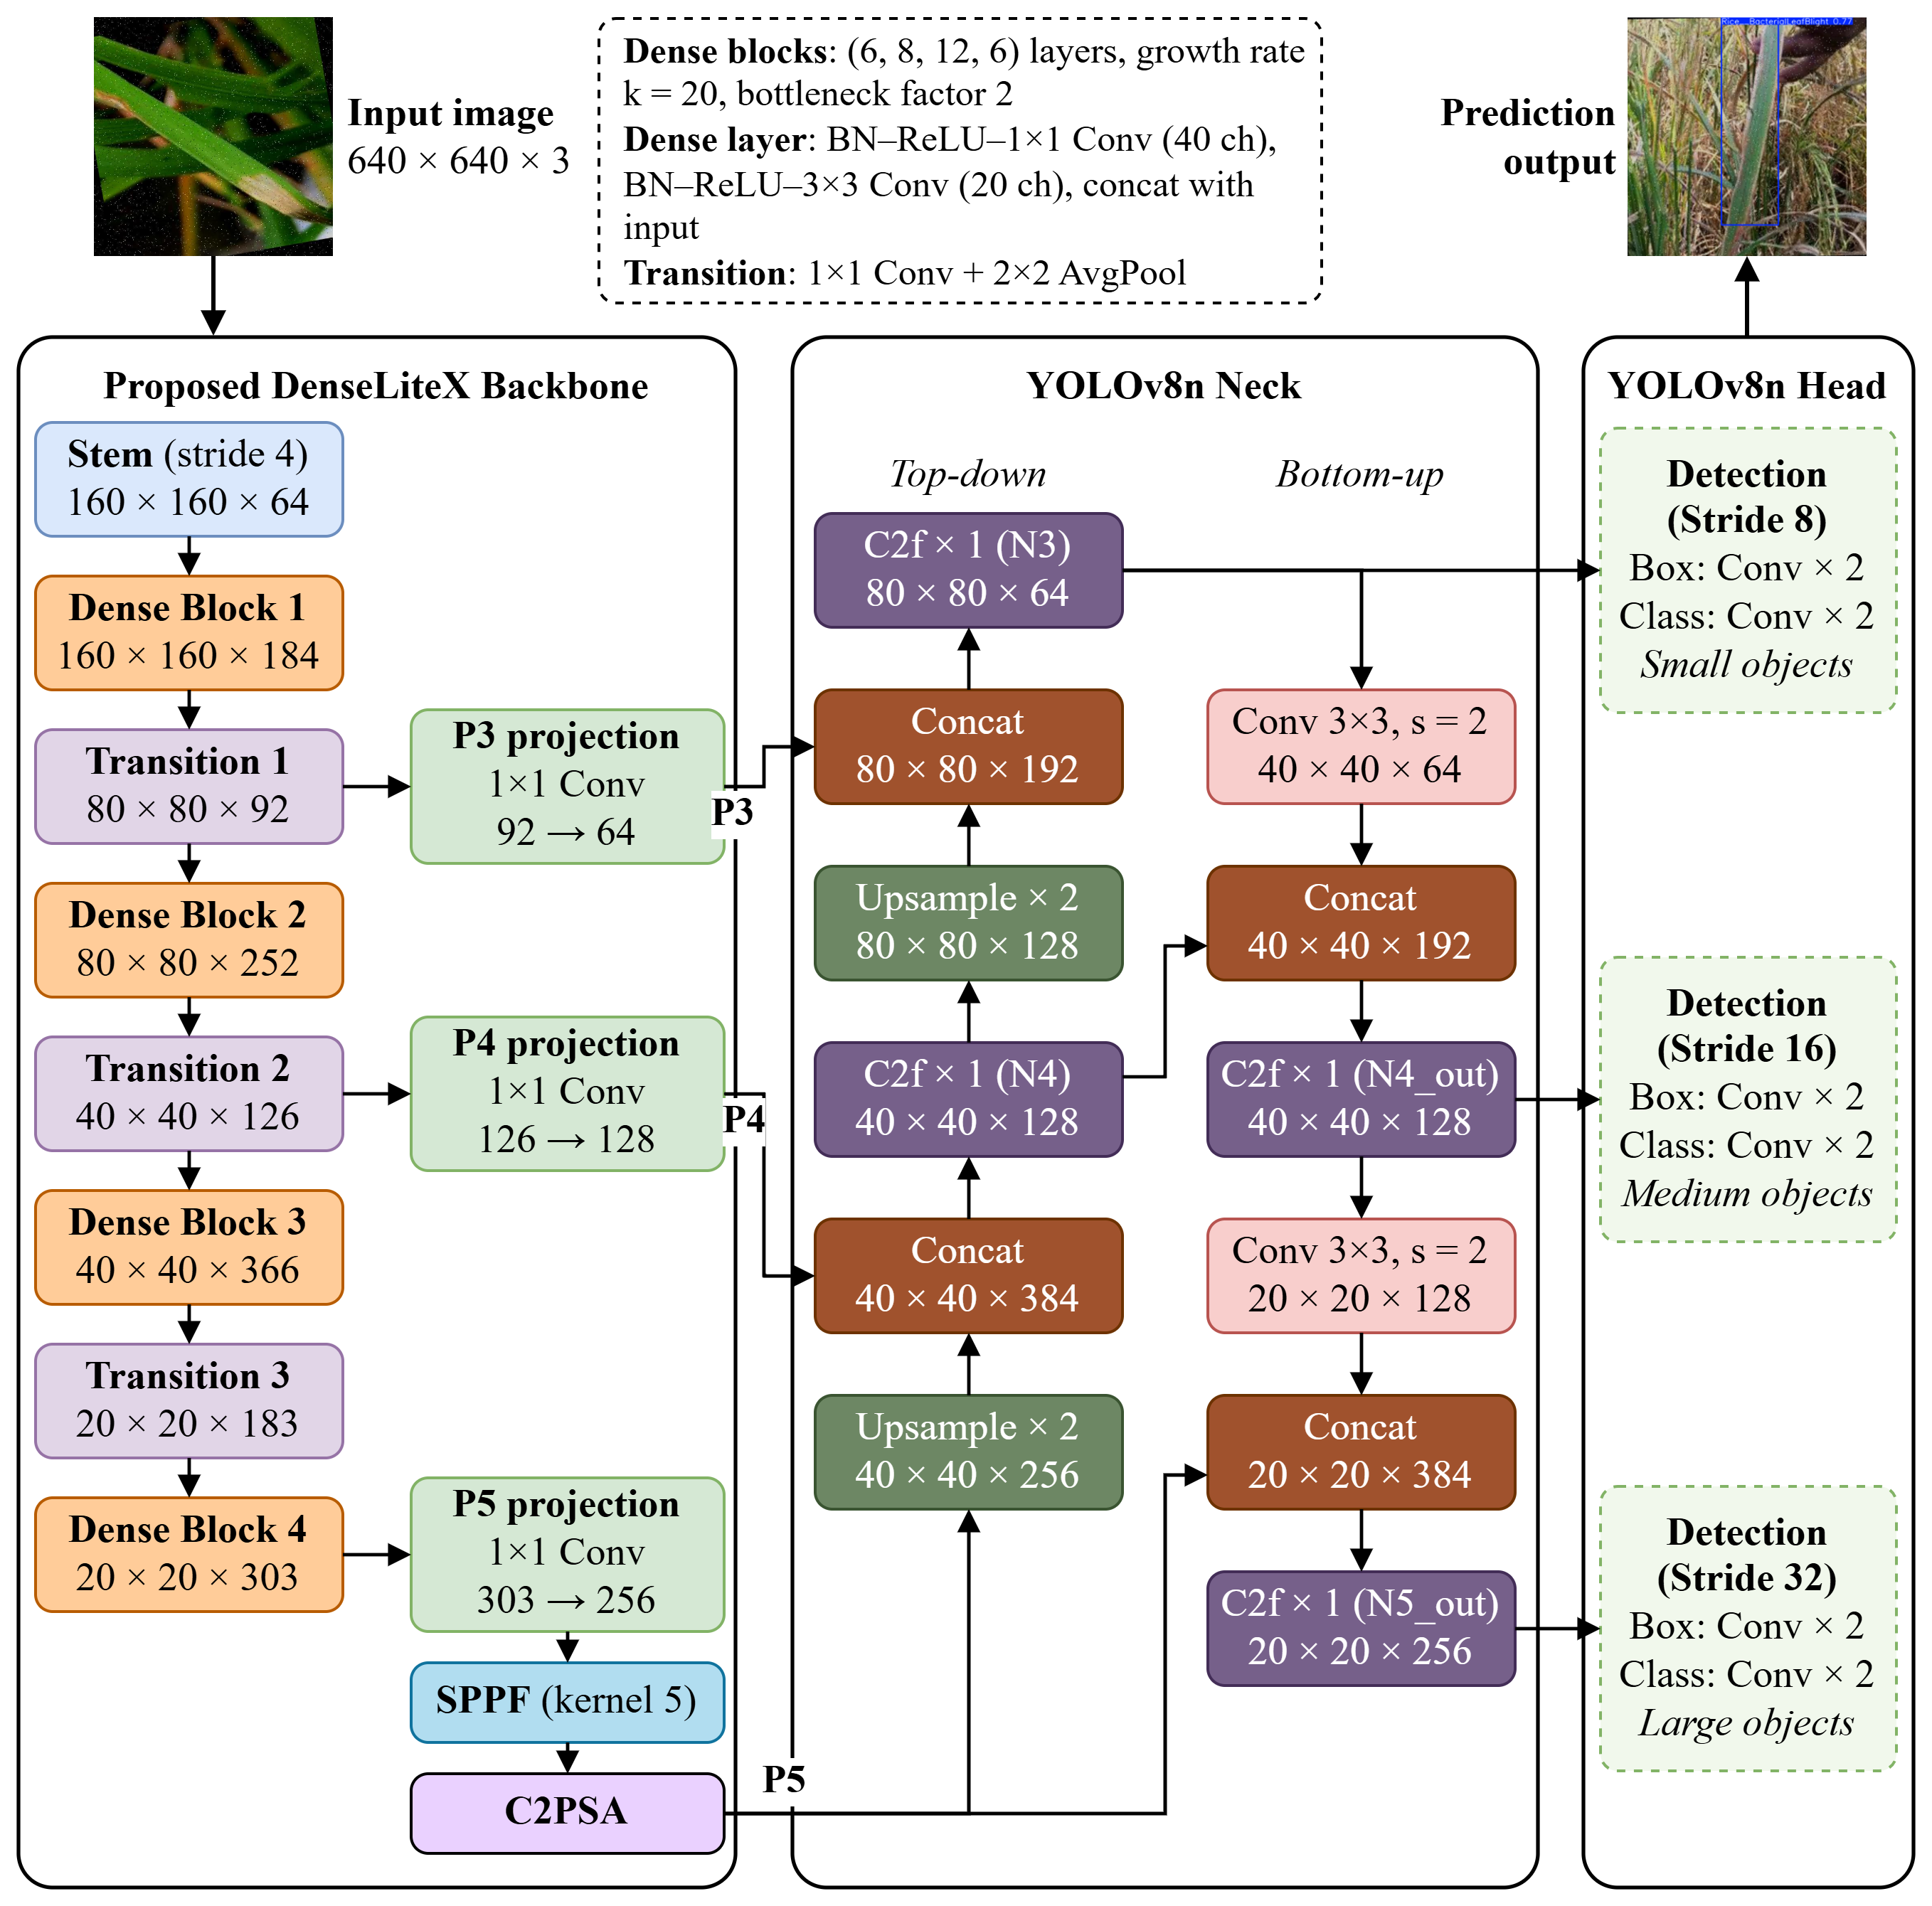 Input image
640 × 640 × 3
Dense blocks: (6, 8, 12, 6) layers, growth rate
k = 20, bottleneck factor 2
Dense layer: BN–ReLU–1×1 Conv (40 ch),
BN–ReLU–3×3 Conv (20 ch), concat with
input
Transition: 1×1 Conv + 2×2 AvgPool
Prediction
output
Rice__BacterialLeafBlight 0.77
Proposed DenseLiteX Backbone
Stem (stride 4)
160 × 160 × 64
Dense Block 1
160 × 160 × 184
Transition 1
80 × 80 × 92
Dense Block 2
80 × 80 × 252
Transition 2
40 × 40 × 126
Dense Block 3
40 × 40 × 366
Transition 3
20 × 20 × 183
Dense Block 4
20 × 20 × 303
P3 projection
1×1 Conv
92 → 64
P3
P4 projection
1×1 Conv
126 → 128
P4
P5 projection
1×1 Conv
303 → 256
SPPF (kernel 5)
C2PSA
P5
YOLOv8n Neck
Top-down
C2f × 1 (N3)
80 × 80 × 64
Concat
80 × 80 × 192
Upsample × 2
80 × 80 × 128
C2f × 1 (N4)
40 × 40 × 128
Concat
40 × 40 × 384
Upsample × 2
40 × 40 × 256
Bottom-up
Conv 3×3, s = 2
40 × 40 × 64
Concat
40 × 40 × 192
C2f × 1 (N4_out)
40 × 40 × 128
Conv 3×3, s = 2
20 × 20 × 128
Concat
20 × 20 × 384
C2f × 1 (N5_out)
20 × 20 × 256
YOLOv8n Head
Detection
(Stride 8)
Box: Conv × 2
Class: Conv × 2
Small objects
Detection
(Stride 16)
Box: Conv × 2
Class: Conv × 2
Medium objects
Detection
(Stride 32)
Box: Conv × 2
Class: Conv × 2
Large objects